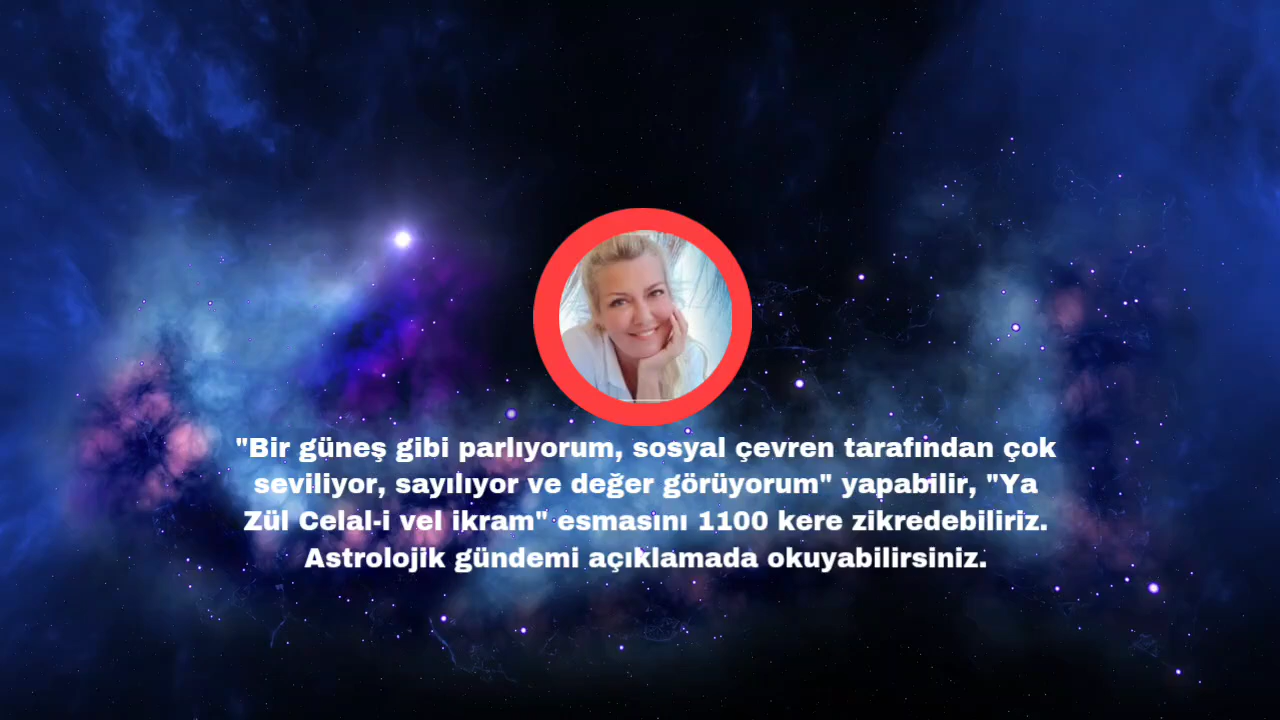 "Bir güneş gibi parlıyorum, sosyal çevren tarafından çok
seviliyor, sayılıyor ve değer görüyorum" yapabilir, "Ya
Zül Celal-i vel ikram" esmasını 1100 kere zikredebiliriz.
Astrolojik gündemi açıklamada okuyabilirsiniz.